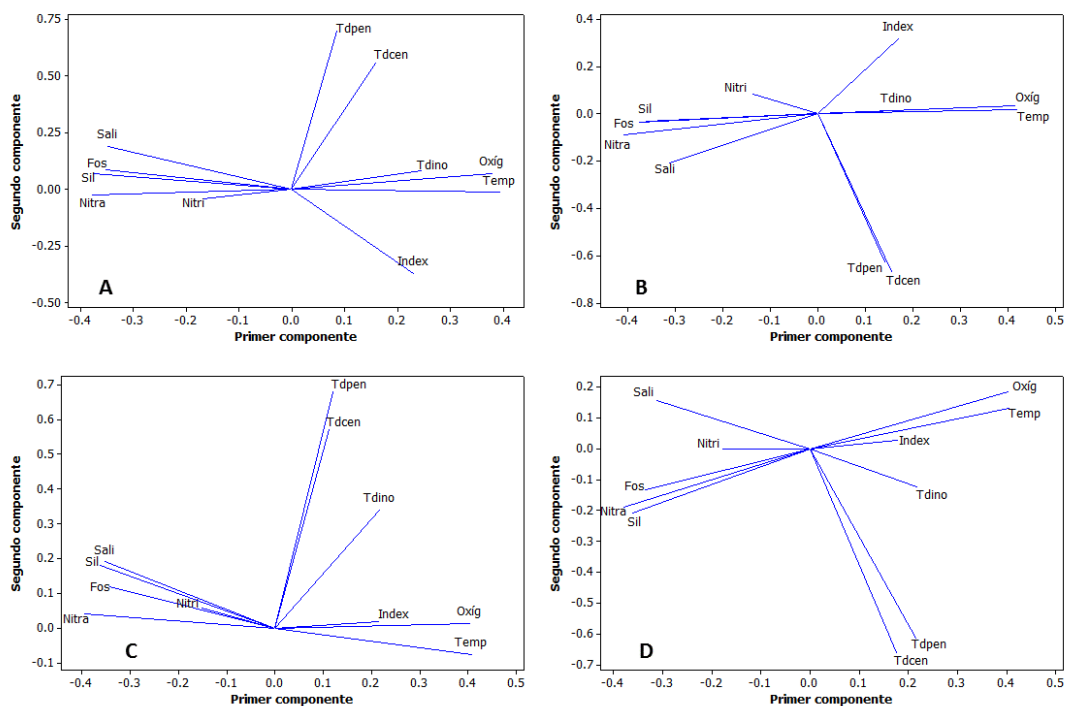 0.75
0.50
0.25
0.00
-0.25
-0.50
Segundo componente
Tdpen
Tdcen
Sali
Fos
Sil
Nitra
Nitri
Tdino
Oxíg
Temp
Index
A
-0.4 -0.3 -0.2 -0.1 0.0 0.1 0.2 0.3 0.4
Primer componente
0.4
0.2
0.0
-0.2
-0.4
-0.6
-0.8
Segundo componente
Index
Nitri
Tdino
Oxíg
Sil
Temp
Fos
Nitra
Sali
Tdpen
Tdcen
B
-0.4 -0.3 -0.2 -0.1 0.0 0.1 0.2 0.3 0.4 0.5
Primer componente
0.7
0.6
0.5
0.4
0.3
0.2
0.1
0.0
-0.1
Segundo componente
Tdpen
Tdcen
Tdino
Sali
Sil
Fos
Nitri
Nitra
Index
Oxíg
Temp
C
-0.4 -0.3 -0.2 -0.1 0.0 0.1 0.2 0.3 0.4 0.5
Primer componente
0.2
0.1
0.0
-0.1
-0.2
-0.3
-0.4
-0.5
-0.6
-0.7
Segundo componente
Sali
Oxíg
Temp
Nitri
Index
Fos
Tdino
Nitra
Sil
Tdpen
Tdcen
D
-0.4 -0.3 -0.2 -0.1 0.0 0.1 0.2 0.3 0.4 0.5
Primer componente